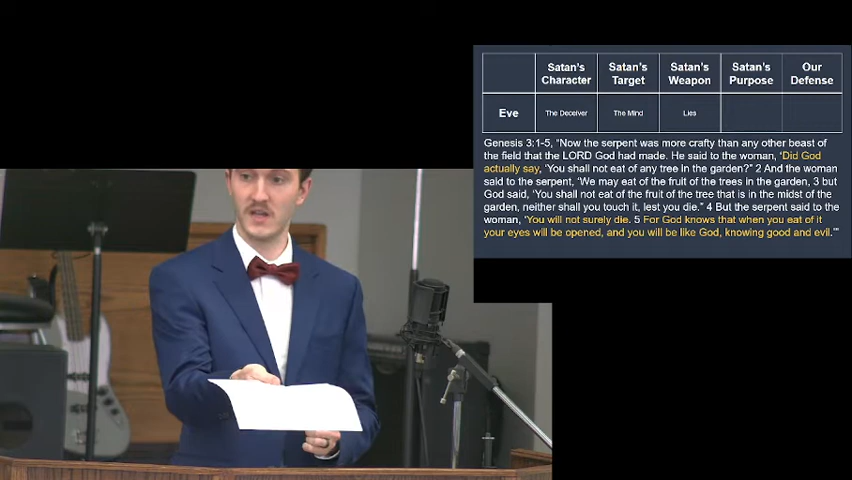 Satan's Character
Satan's Target
Satan's Weapon
Satan's Purpose
Our Defense
Eve
The Deceiver
The Mind
Lies
Genesis 3:1-5, "Now the serpent was more crafty than any other beast of
the field that the LORD God had made. He said to the woman, 'Did God
actually say, 'You shall not eat of any tree in the garden?" 2 And the woman
said to the serpent, 'We may eat of the fruit of the trees in the garden, 3 but
God said, 'You shall not eat of the fruit of the tree that is in the midst of the
garden, neither shall you touch it, lest you die." 4 But the serpent said to the
woman, 'You will not surely die. 5 For God knows that when you eat of it
your eyes will be opened, and you will be like God, knowing good and evil.'"